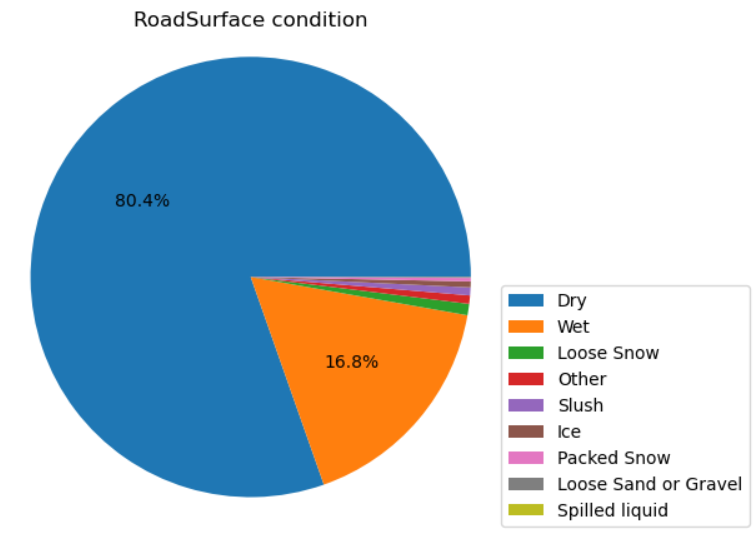 RoadSurface condition
80.4%
16.8%
Dry
Wet
Loose Snow
Other
Slush
Ice
Packed Snow
Loose Sand or Gravel
Spilled liquid